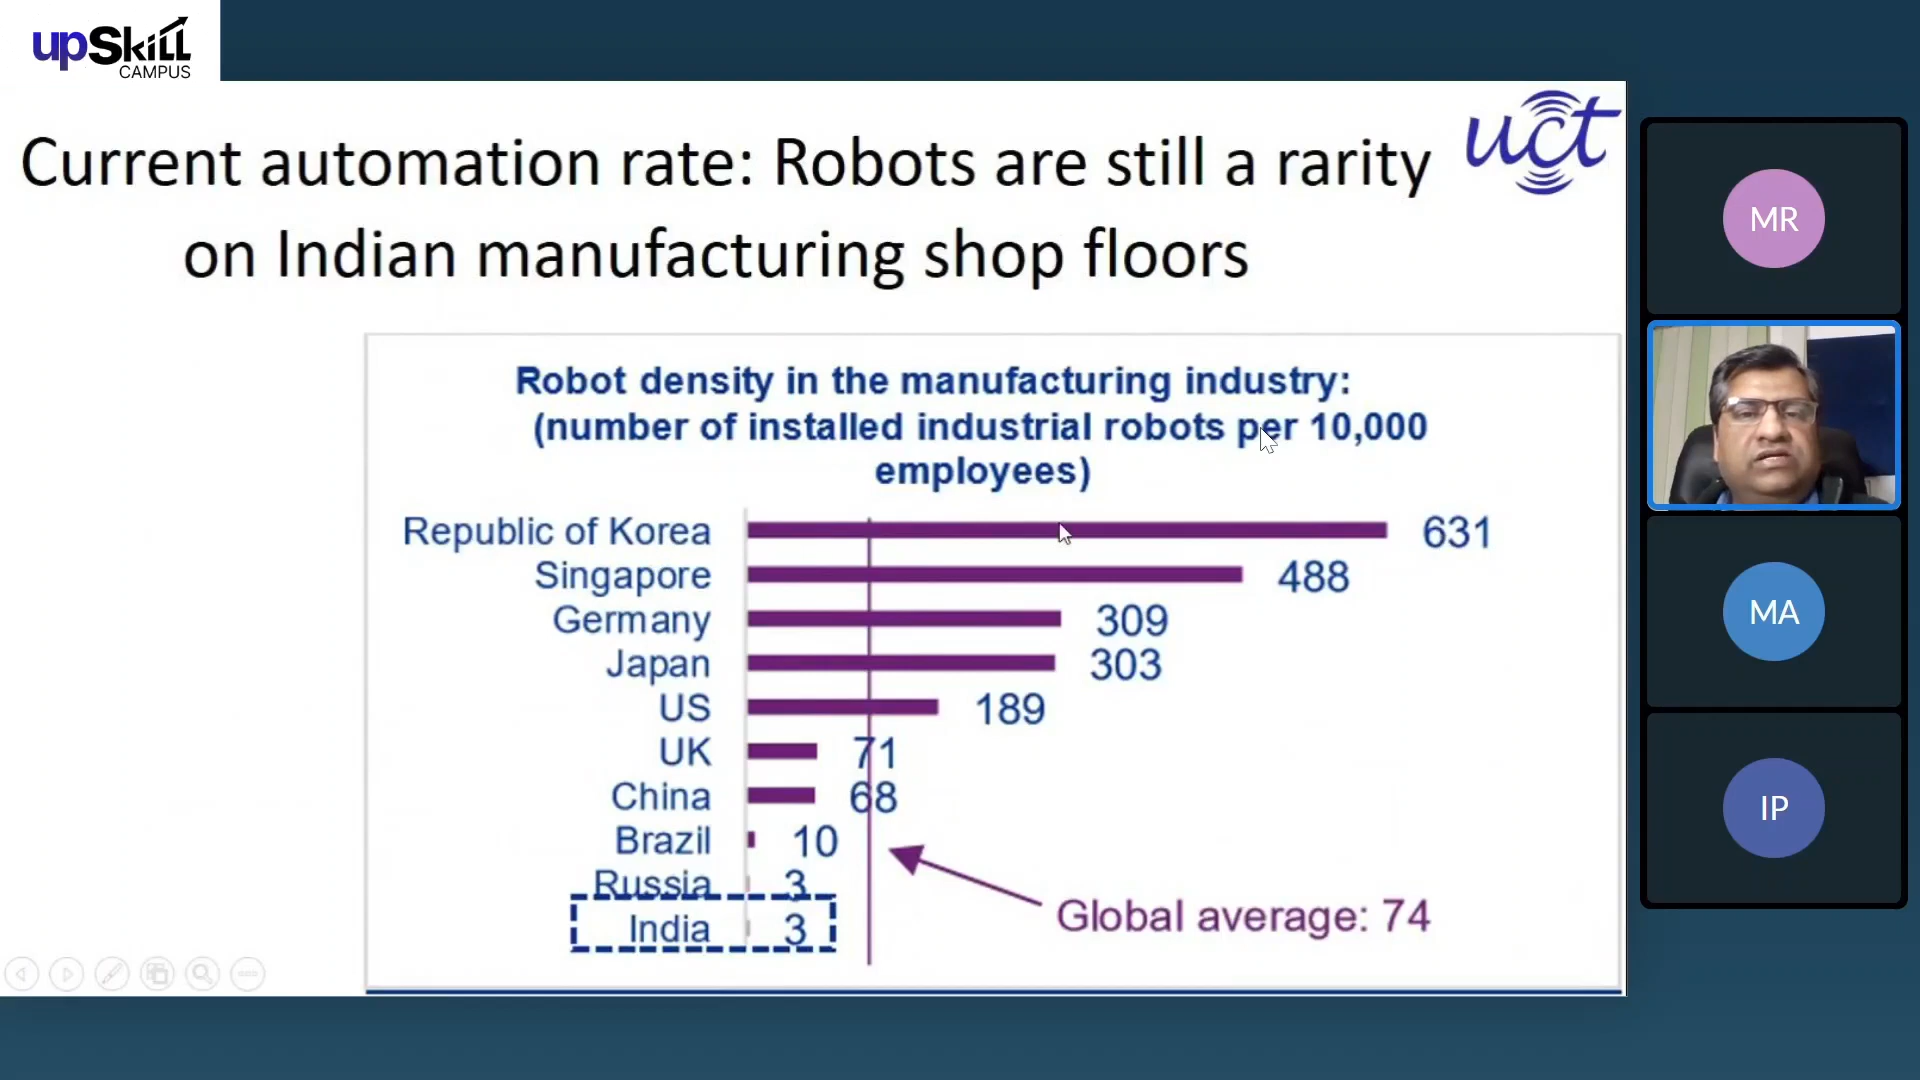 upSkill
CAMPUS
uct
Current automation rate: Robots are still a rarity
on Indian manufacturing shop floors
Robot density in the manufacturing industry:
(number of installed industrial robots per 10,000
employees)
Republic of Korea 631
Singapore 488
Germany 309
Japan 303
US 189
UK 71
China 68
Brazil 10
Russia 3
India 3
Global average: 74
MR
MA
IP